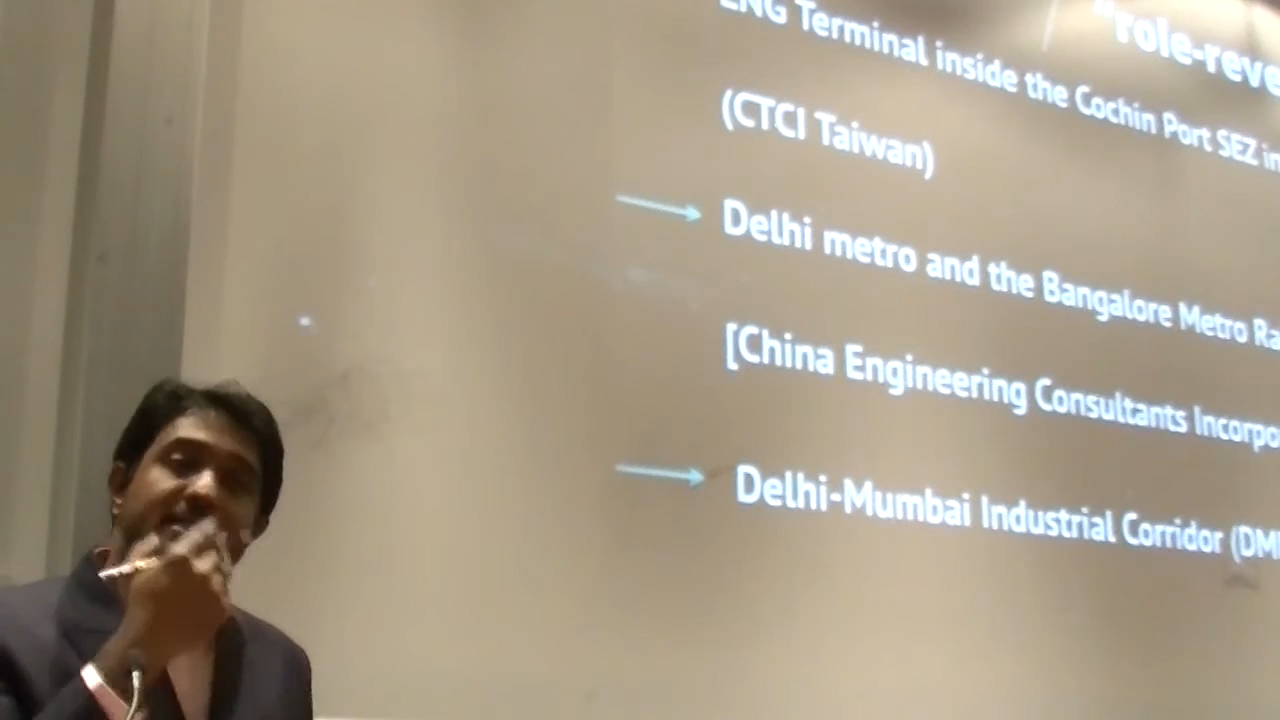 "role-reve
LNG Terminal inside the Cochin Port SEZ in
(CTCI Taiwan)
Delhi metro and the Bangalore Metro Ra
[China Engineering Consultants Incorpo
Delhi-Mumbai Industrial Corridor (DMI